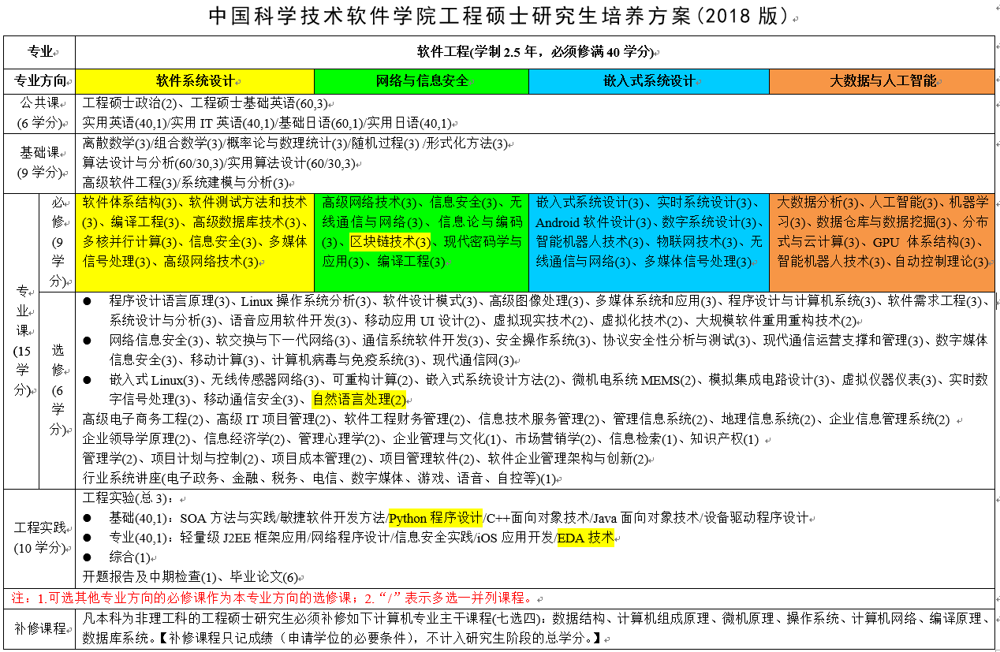 中国科学技术软件学院工程硕士研究生培养方案(2018 版)
专业
软件工程(学制 2.5 年，必须修满 40 学分)
专业方向
软件系统设计
网络与信息安全
嵌入式系统设计
大数据与人工智能
公共课
(6 学分)
工程硕士政治(2)、工程硕士基础英语(60,3)
实用英语(40,1)/实用 IT 英语(40,1)/基础日语(60,1)/实用日语(40,1)
基础课
(9 学分)
离散数学(3)/组合数学(3)/概率论与数理统计(3)/随机过程(3) /形式化方法(3)
算法设计与分析(60/30,3)/实用算法设计(60/30,3)
高级软件工程(3)/系统建模与分析(3)
专
业
课
(15
学
分)
必
修
(9
学
分)
软件体系结构(3)、软件测试方法和技术
(3)、编译工程(3)、高级数据库技术(3)、
多核并行计算(3)、信息安全(3)、多媒体
信号处理(3)、高级网络技术(3)
高级网络技术(3)、信息安全(3)、无
线通信与网络(3)、信息论与编码
(3)、区块链技术(3)、现代密码学与
应用(3)、编译工程(3)
嵌入式系统设计(3)、实时系统设计(3)、
Android 软件设计(3)、数字系统设计(3)、
智能机器人技术(3)、物联网技术(3)、无
线通信与网络(3)、多媒体信号处理(3)
大数据分析(3)、人工智能(3)、机器学
习(3)、数据仓库与数据挖掘(3)、分布
式与云计算(3)、GPU 体系结构(3)、
智能机器人技术(3)、自动控制理论(3)
选
修
(6
学
分)
● 程序设计语言原理(3)、Linux 操作系统分析(3)、软件设计模式(3)、高级图像处理(3)、多媒体系统和应用(3)、程序设计与计算机系统(3)、软件需求工程(3)、
系统设计与分析(3)、语音应用软件开发(3)、移动应用 UI 设计(2)、虚拟现实技术(2)、虚拟化技术(2)、大规模软件重用重构技术(2)
● 网络信息安全(3)、软交换与下一代网络(3)、通信系统软件开发(3)、安全操作系统(3)、协议安全性分析与测试(3)、现代通信运营支撑和管理(3)、数字媒体
信息安全(3)、移动计算(3)、计算机病毒与免疫系统(3)、现代通信网(3)
● 嵌入式 Linux(3)、无线传感器网络(3)、可重构计算(2)、嵌入式系统设计方法(2)、微机电系统 MEMS(2)、模拟集成电路设计(3)、虚拟仪器仪表(3)、实时数
字信号处理(3)、移动通信安全(3)、自然语言处理(2)
高级电子商务工程(2)、高级 IT 项目管理(2)、软件工程财务管理(2)、信息技术服务管理(2)、管理信息系统(2)、地理信息系统(2)、企业信息管理系统(2)
企业领导学原理(2)、信息经济学(2)、管理心理学(2)、企业管理与文化(1)、市场营销学(2)、信息检索(1)、知识产权(1)
管理学(2)、项目计划与控制(2)、项目成本管理(2)、项目管理软件(2)、软件企业管理架构与创新(2)
行业系统讲座(电子政务、金融、税务、电信、数字媒体、游戏、语音、自控等)(1)
工程实践
(10 学分)
工程实验(总 3)：
● 基础(40,1)：SOA 方法与实践/敏捷软件开发方法/Python 程序设计/C++面向对象技术/Java 面向对象技术/设备驱动程序设计
● 专业(40,1)：轻量级 J2EE 框架应用/网络程序设计/信息安全实践/iOS 应用开发/EDA 技术
● 综合(1)
开题报告及中期检查(1)、毕业论文(6)
注：1.可选其他专业方向的必修课作为本专业方向的选修课；2.“/”表示多选一并列课程。
补修课程
凡本科为非理工科的工程硕士研究生必须补修如下计算机专业主干课程(七选四)：数据结构、计算机组成原理、微机原理、操作系统、计算机网络、编译原理、
数据库系统。【补修课程只记成绩（申请学位的必要条件），不计入研究生阶段的总学分。】